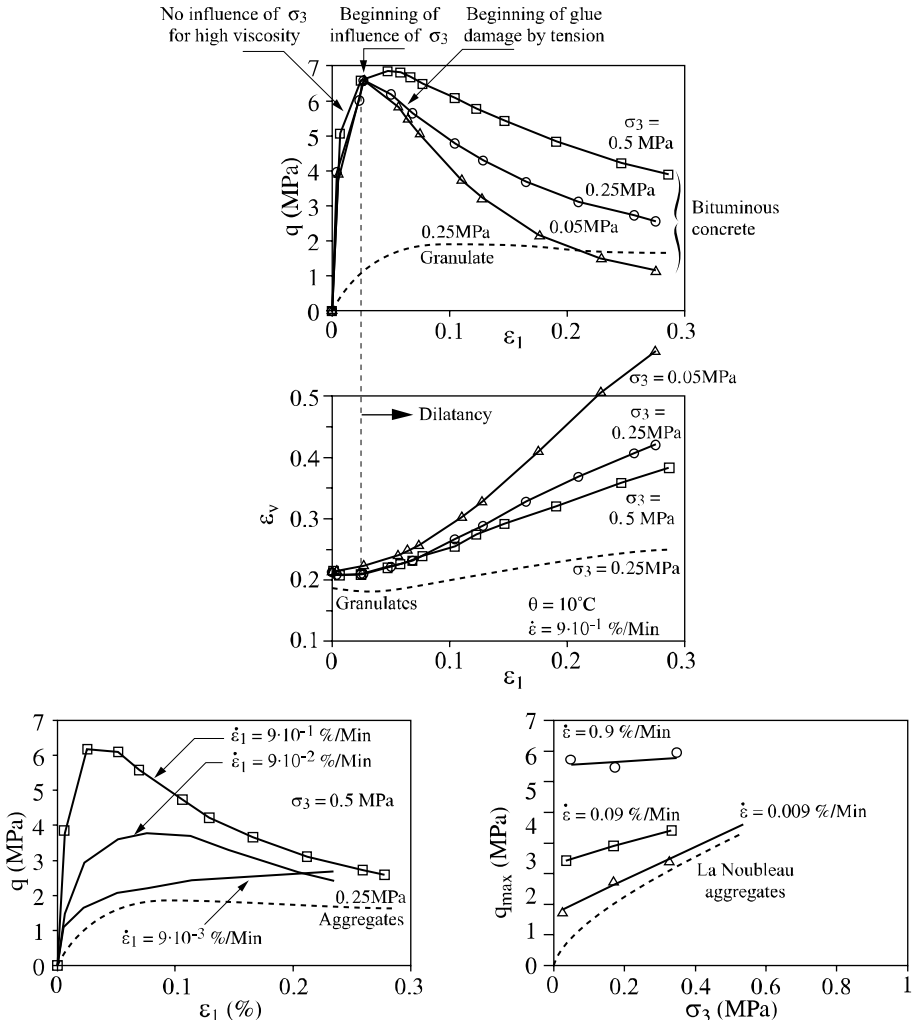 No influence of σ3
for high viscosity
Beginning of
influence of σ3
Beginning of glue
damage by tension
7
6
5
4
3
2
1
0
q (MPa)
σ3 =
0.5 MPa
0.25MPa
0.05MPa
0.25MPa
Granulate
Bituminous
concrete
0
0.1
0.2
0.3
ε1
σ3 = 0.05MPa
0.5
0.4
0.3
0.2
0.1
εv
Dilatancy
σ3 =
0.25MPa
σ3 =
0.5 MPa
σ3 = 0.25MPa
Granulates
θ = 10°C
ε̇ = 9·10-1 %/Min
0
0.1
0.2
0.3
ε1
7
6
5
4
3
2
1
0
q (MPa)
ε̇1 = 9·10-1 %/Min
ε̇1 = 9·10-2 %/Min
σ3 = 0.5 MPa
0.25MPa
Aggregates
ε̇1 = 9·10-3 %/Min
0
0.1
0.2
0.3
ε1 (%)
7
6
5
4
3
2
1
0
qmax (MPa)
ε̇ = 0.9 %/Min
ε̇ = 0.09 %/Min
ε̇ = 0.009 %/Min
La Noubleau
aggregates
0
0.2
0.4
0.6
0.8
1
σ3 (MPa)